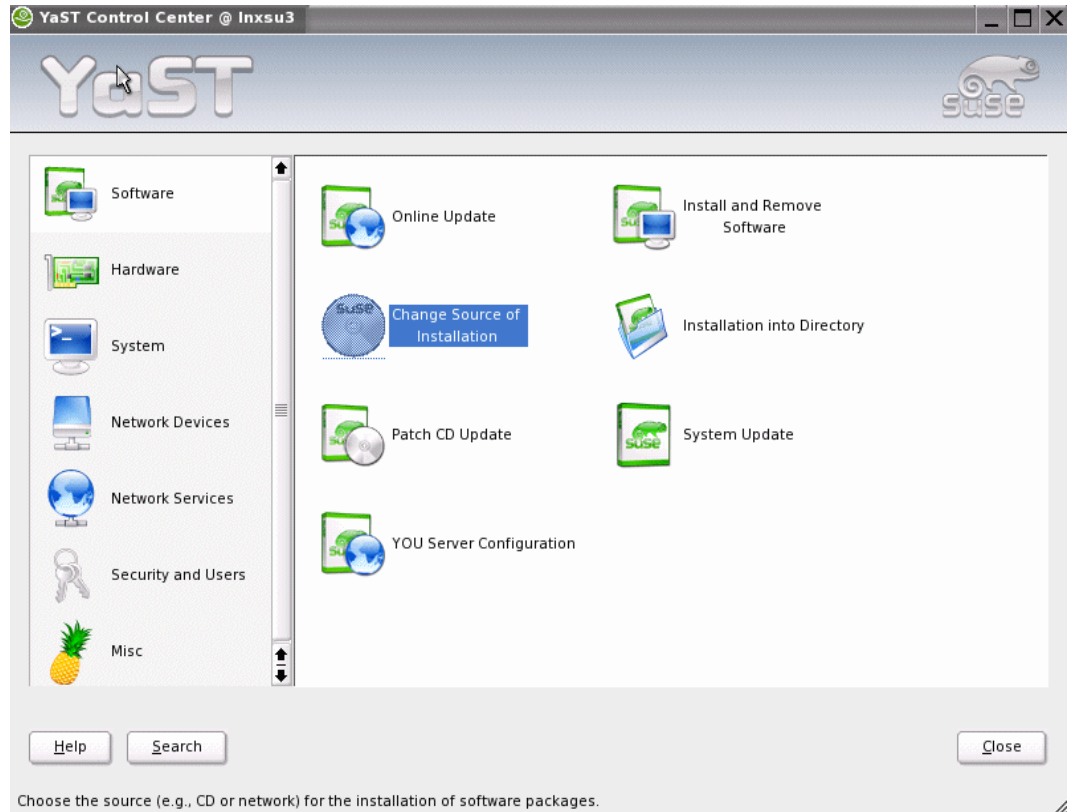 YaST Control Center @ lnxsu3
YaST
SUSE
Software
Hardware
System
Network Devices
Network Services
Security and Users
Misc
Online Update
Install and Remove
Software
SUSE
Change Source of
Installation
Installation into Directory
Patch CD Update
SUSE
System Update
YOU Server Configuration
Help
Search
Close
Choose the source (e.g., CD or network) for the installation of software packages.